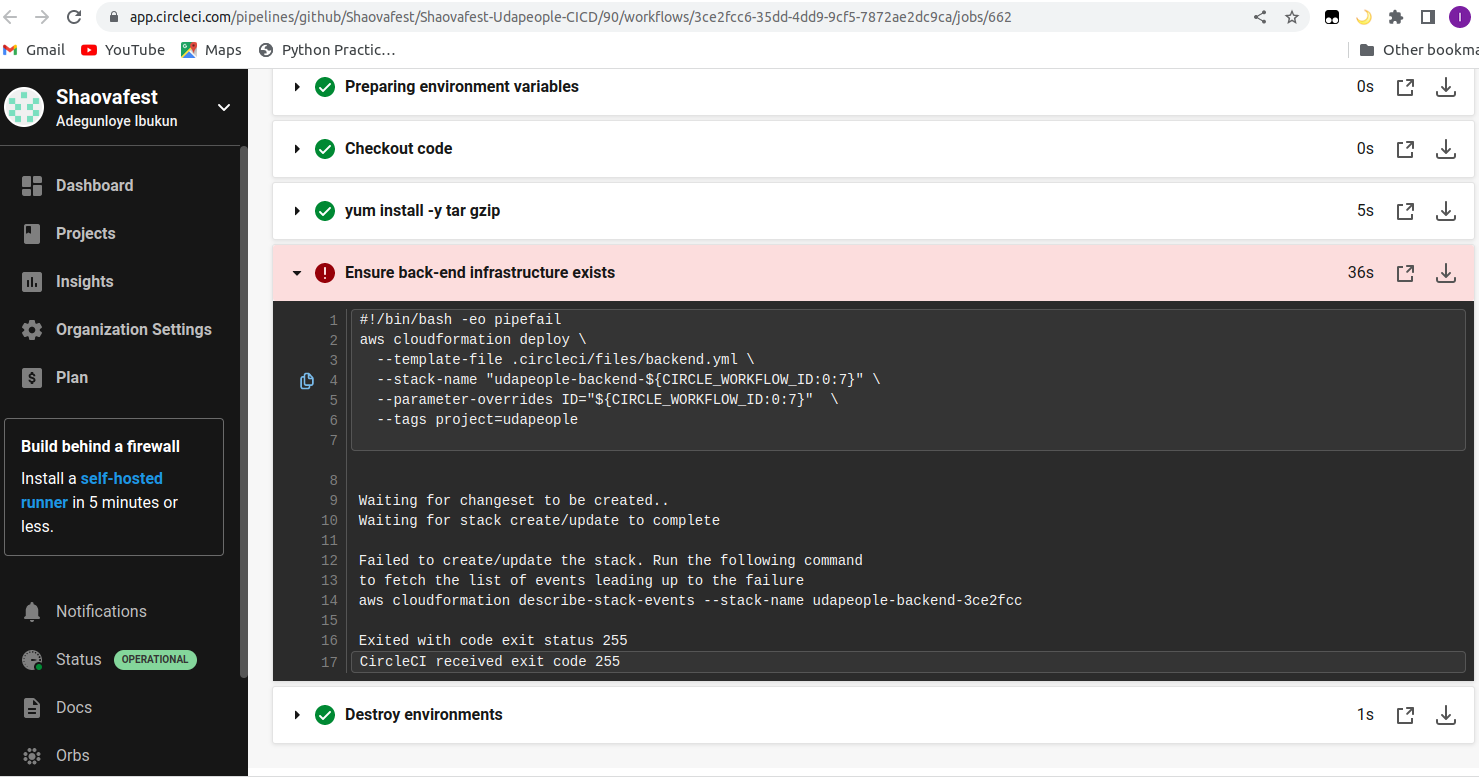 app.circleci.com/pipelines/github/Shaovafest/Shaovafest-Udapeople-CICD/90/workflows/3ce2fcc6-35dd-4dd9-9cf5-7872ae2dc9ca/jobs/662
I
Gmail
YouTube
Maps
Python Practic...
Other bookma
Shaovafest
Adegunloye Ibukun
Dashboard
Projects
Insights
Organization Settings
Plan
Build behind a firewall
Install a self-hosted
runner in 5 minutes or
less.
Notifications
Status OPERATIONAL
Docs
Orbs
Preparing environment variables 0s
Checkout code 0s
yum install -y tar gzip 5s
Ensure back-end infrastructure exists 36s
1 #!/bin/bash -eo pipefail
2 aws cloudformation deploy \
3 --template-file .circleci/files/backend.yml \
4 --stack-name "udapeople-backend-${CIRCLE_WORKFLOW_ID:0:7}" \
5 --parameter-overrides ID="${CIRCLE_WORKFLOW_ID:0:7}"  \
6 --tags project=udapeople
7
8
9 Waiting for changeset to be created..
10 Waiting for stack create/update to complete
11
12 Failed to create/update the stack. Run the following command
13 to fetch the list of events leading up to the failure
14 aws cloudformation describe-stack-events --stack-name udapeople-backend-3ce2fcc
15
16 Exited with code exit status 255
17 CircleCI received exit code 255
Destroy environments 1s